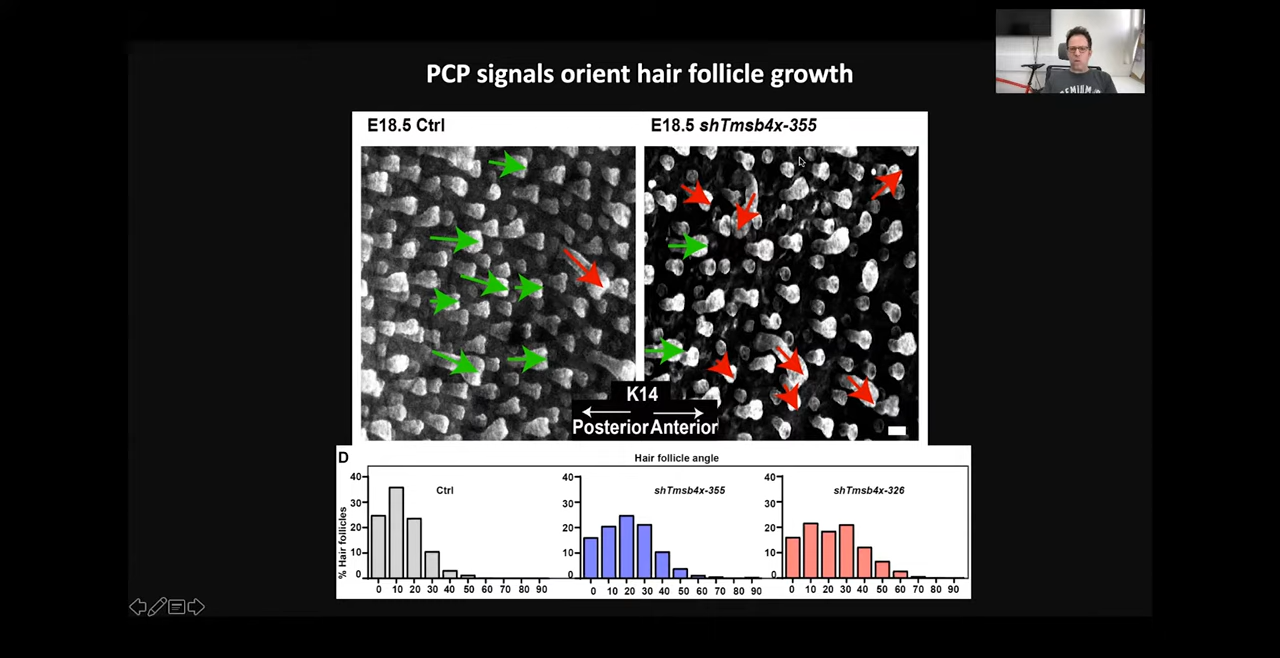 PCP signals orient hair follicle growth
E18.5 Ctrl
E18.5 shTmsb4x-355
K14
Posterior Anterior
D
Hair follicle angle
% Hair follicles
40
30
20
10
0
Ctrl
0 10 20 30 40 50 60 70 80 90
40
30
20
10
0
shTmsb4x-355
0 10 20 30 40 50 60 70 80 90
40
30
20
10
0
shTmsb4x-326
0 10 20 30 40 50 60 70 80 90